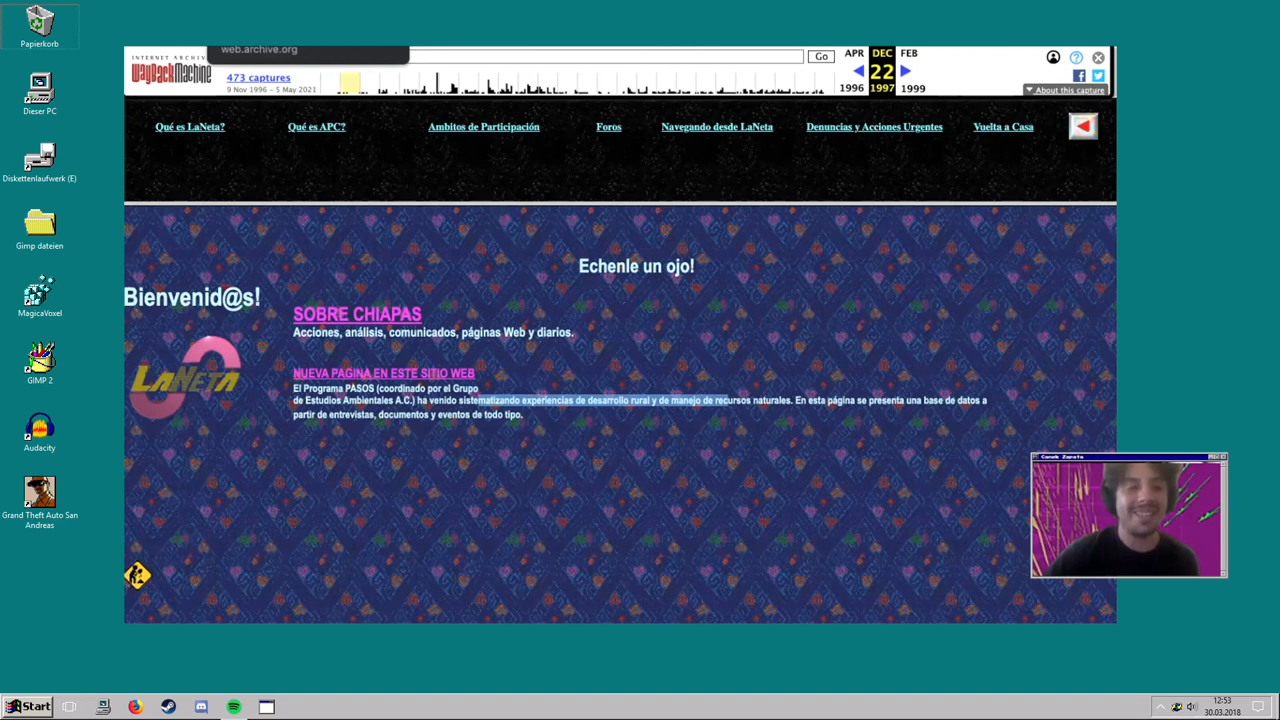 Papierkorb
Dieser PC
Diskettenlaufwerk (E)
Gimp dateien
MagicaVoxel
GIMP 2
Audacity
Grand Theft Auto San
Andreas
web.archive.org
INTERNET ARCHIVE
WayBackMachine
473 captures
9 Nov 1996 – 5 May 2021
Go
APR DEC FEB
22
1996 1997 1999
About this capture
Qué es LaNeta? Qué es APC? Ambitos de Participación Foros Navegando desde LaNeta Denuncias y Acciones Urgentes Vuelta a Casa
Echenle un ojo!
Bienvenid@s!
LANETA
SOBRE CHIAPAS
Acciones, análisis, comunicados, páginas Web y diarios.
NUEVA PAGINA EN ESTE SITIO WEB
El Programa PASOS (coordinado por el Grupo
de Estudios Ambientales A.C.) ha venido sistematizando experiencias de desarrollo rural y de manejo de recursos naturales. En esta página se presenta una base de datos a
partir de entrevistas, documentos y eventos de todo tipo.
Canek Zapata
Start
12:53
30.03.2018